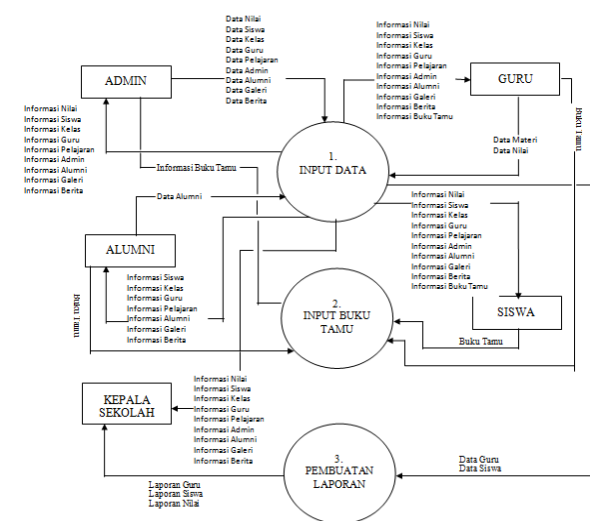 Data Nilai
Data Siswa
Data Kelas
Data Guru
Data Pelajaran
Data Admin
Data Alumni
Data Galeri
Data Berita
Informasi Nilai
Informasi Siswa
Informasi Kelas
Informasi Guru
Informasi Pelajaran
Informasi Admin
Informasi Alumni
Informasi Galeri
Informasi Berita
Informasi Buku Tamu
ADMIN
GURU
Informasi Nilai
Informasi Siswa
Informasi Kelas
Informasi Guru
Informasi Pelajaran
Informasi Admin
Informasi Alumni
Informasi Galeri
Informasi Berita
Buku Tamu
Data Materi
Data Nilai
1.
INPUT DATA
Informasi Buku Tamu
Data Alumni
Informasi Nilai
Informasi Siswa
Informasi Kelas
Informasi Guru
Informasi Pelajaran
Informasi Admin
Informasi Alumni
Informasi Galeri
Informasi Berita
Informasi Buku Tamu
ALUMNI
Buku Tamu
Informasi Siswa
Informasi Kelas
Informasi Guru
Informasi Pelajaran
Informasi Alumni
Informasi Galeri
Informasi Berita
2.
INPUT BUKU
TAMU
SISWA
Buku Tamu
KEPALA
SEKOLAH
Informasi Nilai
Informasi Siswa
Informasi Kelas
Informasi Guru
Informasi Pelajaran
Informasi Admin
Informasi Alumni
Informasi Galeri
Informasi Berita
3.
PEMBUATAN
LAPORAN
Data Guru
Data Siswa
Laporan Guru
Laporan Siswa
Laporan Nilai